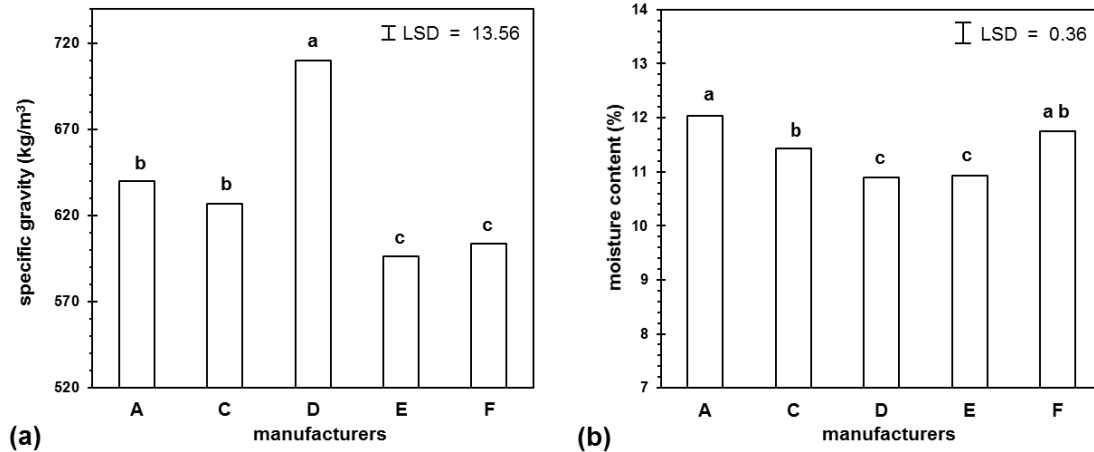 LSD = 13.56
720
670
620
570
520
specific gravity (kg/m³)
b
b
a
c
c
A C D E F
manufacturers
(a)
LSD = 0.36
14
13
12
11
10
9
8
7
moisture content (%)
a
b
c
c
a b
A C D E F
manufacturers
(b)